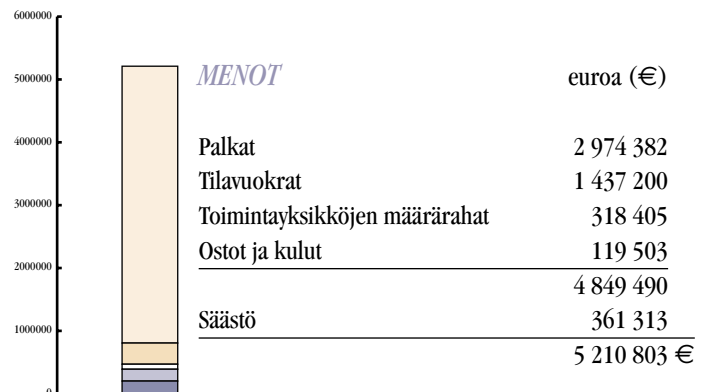 6000000
5000000
4000000
3000000
2000000
1000000
0
MENOT euroa (€)
Palkat 2 974 382
Tilavuokrat 1 437 200
Toimintayksikköjen määrärahat 318 405
Ostot ja kulut 119 503
4 849 490
Säästö 361 313
5 210 803 €